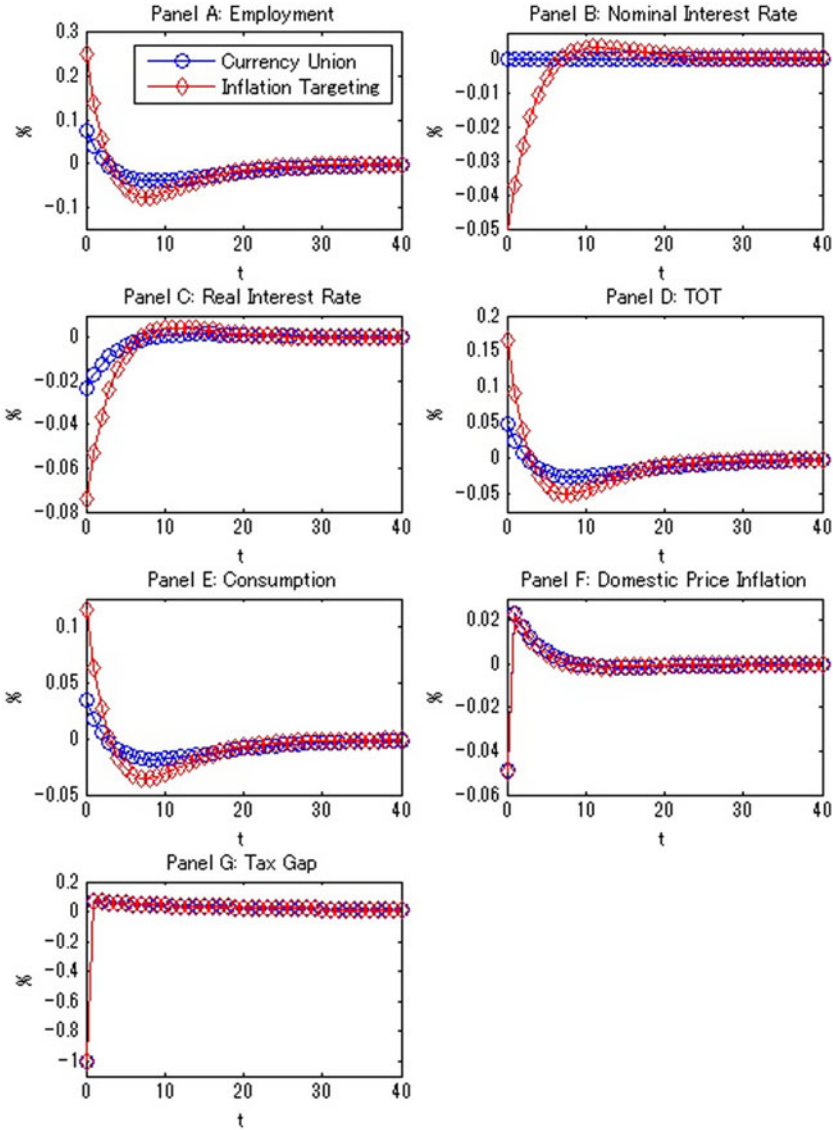 Panel A: Employment
0.3
0.2
0.1
0
-0.1
%
0 10 20 30 40
t
Currency Union
Inflation Targeting
Panel B: Nominal Interest Rate
0
-0.01
-0.02
-0.03
-0.04
-0.05
%
0 10 20 30 40
t
Panel C: Real Interest Rate
0
-0.02
-0.04
-0.06
-0.08
%
0 10 20 30 40
t
Panel D: TOT
0.2
0.15
0.1
0.05
0
-0.05
%
0 10 20 30 40
t
Panel E: Consumption
0.1
0.05
0
-0.05
%
0 10 20 30 40
t
Panel F: Domestic Price Inflation
0.02
0
-0.02
-0.04
-0.06
%
0 10 20 30 40
t
Panel G: Tax Gap
0.2
0
-0.2
-0.4
-0.6
-0.8
-1
%
0 10 20 30 40
t